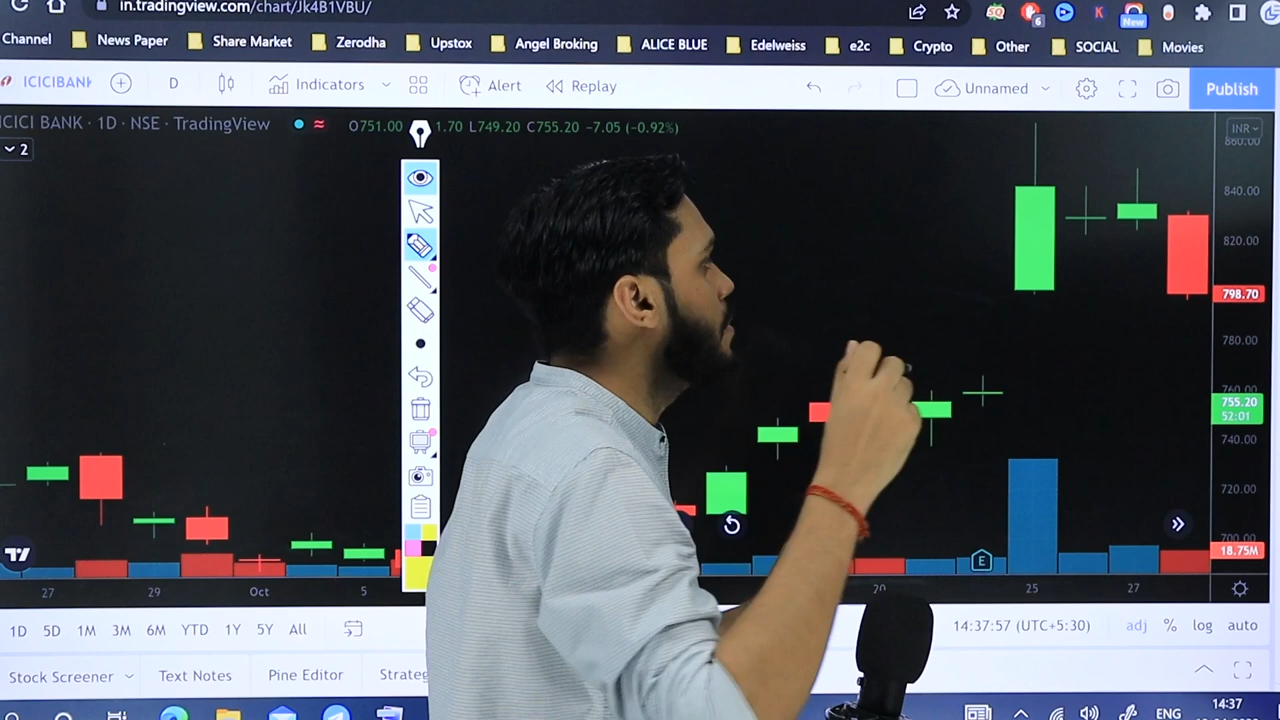 in.tradingview.com/chart/Jk4B1VBU/
6
New
Channel News Paper Share Market Zerodha Upstox Angel Broking ALICE BLUE Edelweiss e2c Crypto Other SOCIAL Movies
ICICIBANK D Indicators Alert Replay Unnamed Publish
ICICI BANK · 1D · NSE · TradingView O751.00 1.70 L749.20 C755.20 −7.05 (−0.92%)
INR
2
860.00
840.00
820.00
798.70
780.00
760.00
755.20
52:01
740.00
720.00
700.00
18.75M
E
27 29 Oct 5 20 25 27
1D 5D 1M 3M 6M YTD 1Y 5Y All 14:37:57 (UTC+5:30) adj % log auto
Stock Screener Text Notes Pine Editor
14:37
ENG